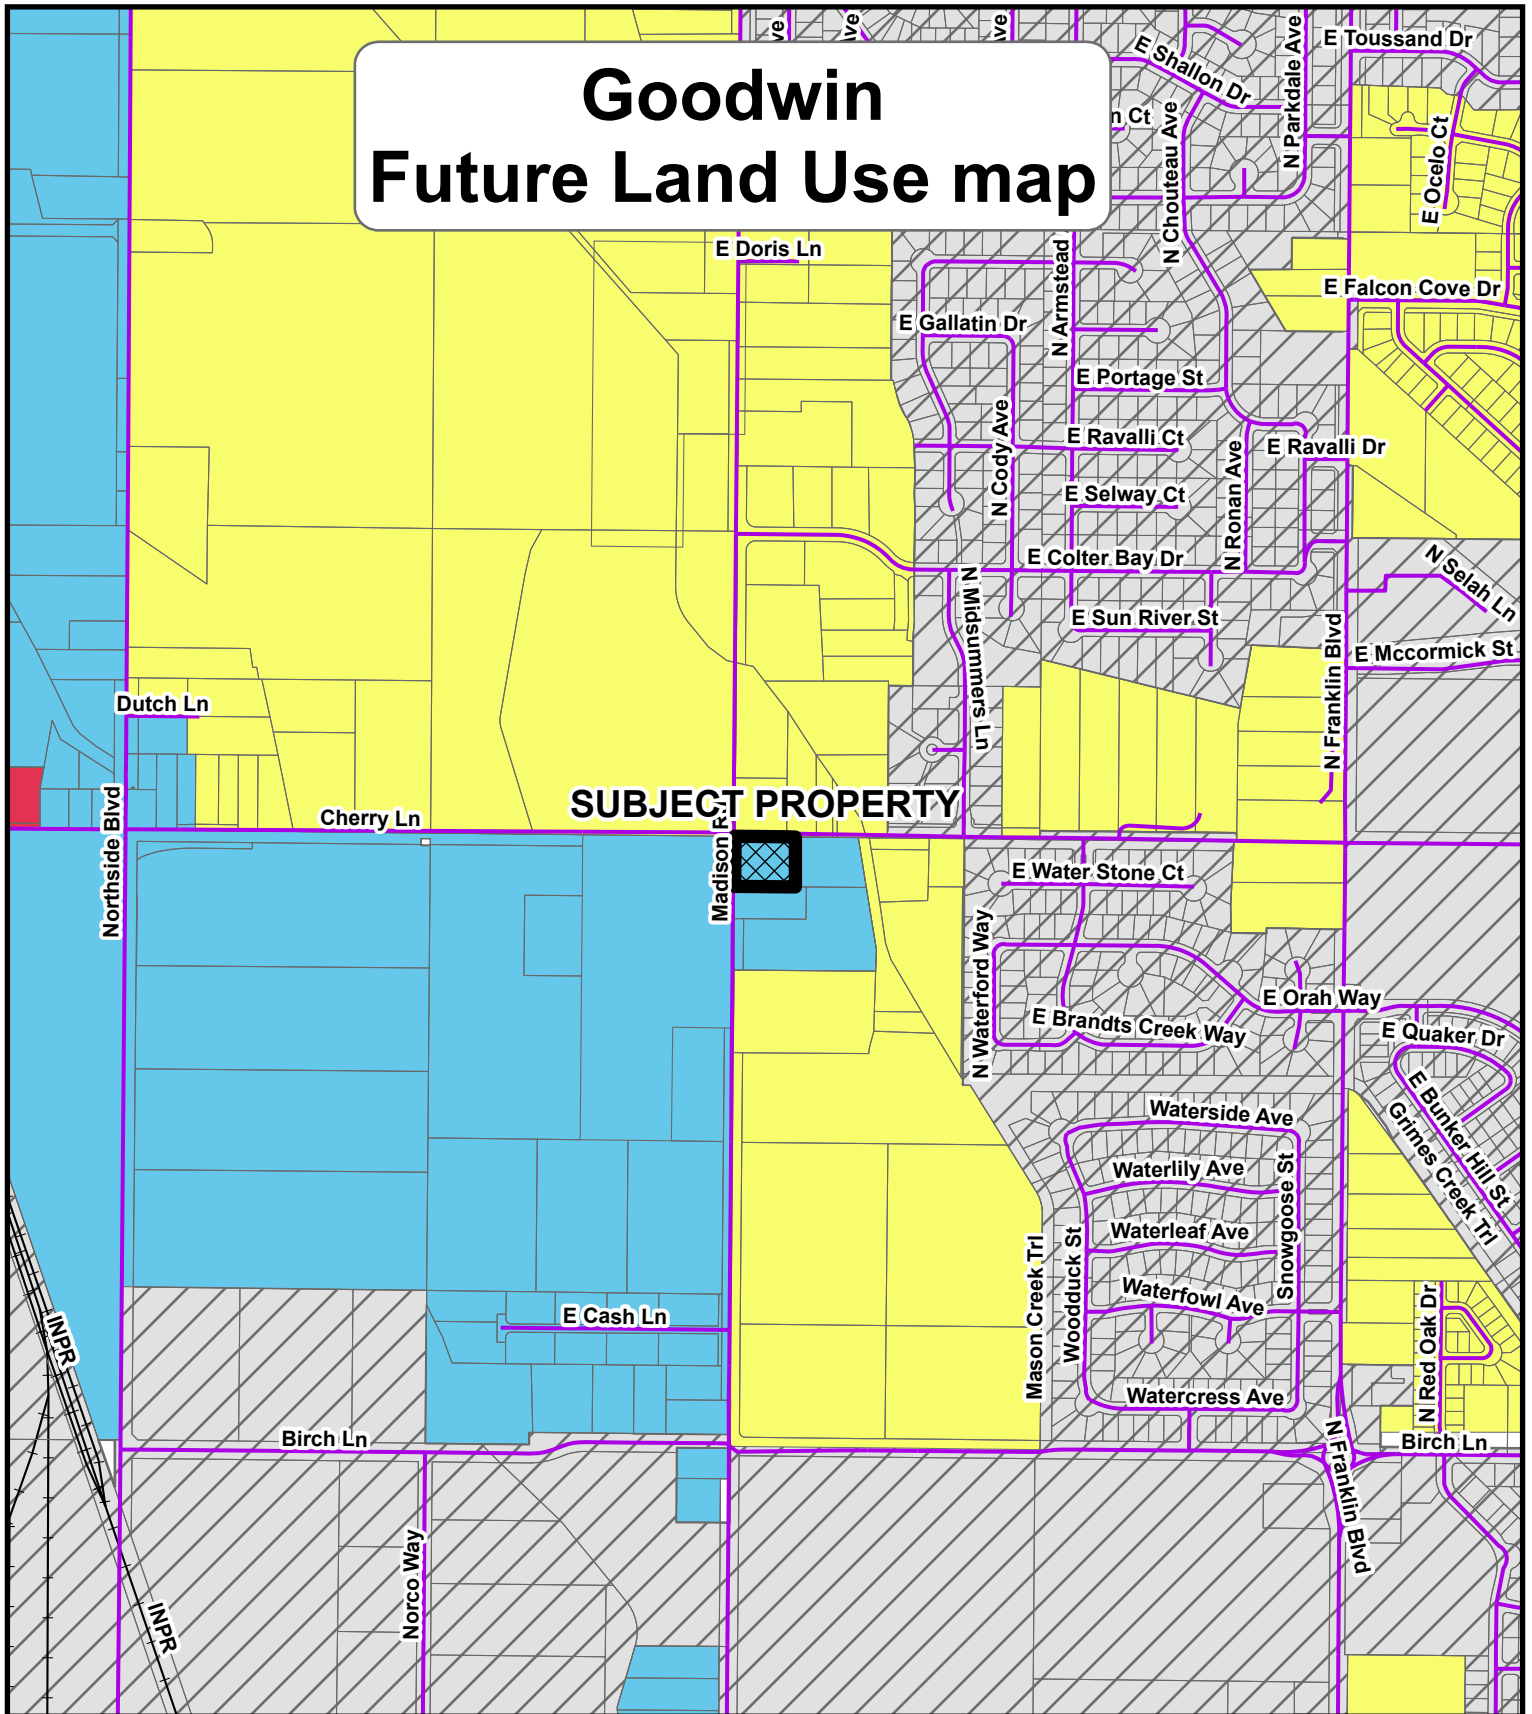 Goodwin
Future Land Use map
ve
Ave
Ave
E Shallon Dr
N Parkdale Ave
E Toussand Dr
n Ct
N Chouteau Ave
E Ocelo Ct
E Doris Ln
N Armstead
E Falcon Cove Dr
E Gallatin Dr
E Portage St
N Cody Ave
E Ravalli Ct
N Ronan Ave
E Ravalli Dr
E Selway Ct
E Colter Bay Dr
N Selah Ln
N Midsummers Ln
E Sun River St
N Franklin Blvd
E Mccormick St
Dutch Ln
SUBJECT PROPERTY
Cherry Ln
Northside Blvd
Madison Rd
E Water Stone Ct
N Waterford Way
E Orah Way
E Brandts Creek Way
E Quaker Dr
E Bunker Hill St
Grimes Creek Trl
Waterside Ave
Waterlily Ave
Snowgoose St
Waterleaf Ave
Mason Creek Trl
Woodduck St
Waterfowl Ave
INPR
E Cash Ln
N Red Oak Dr
Watercress Ave
Birch Ln
N Franklin Blvd
Birch Ln
Norco Way
INPR